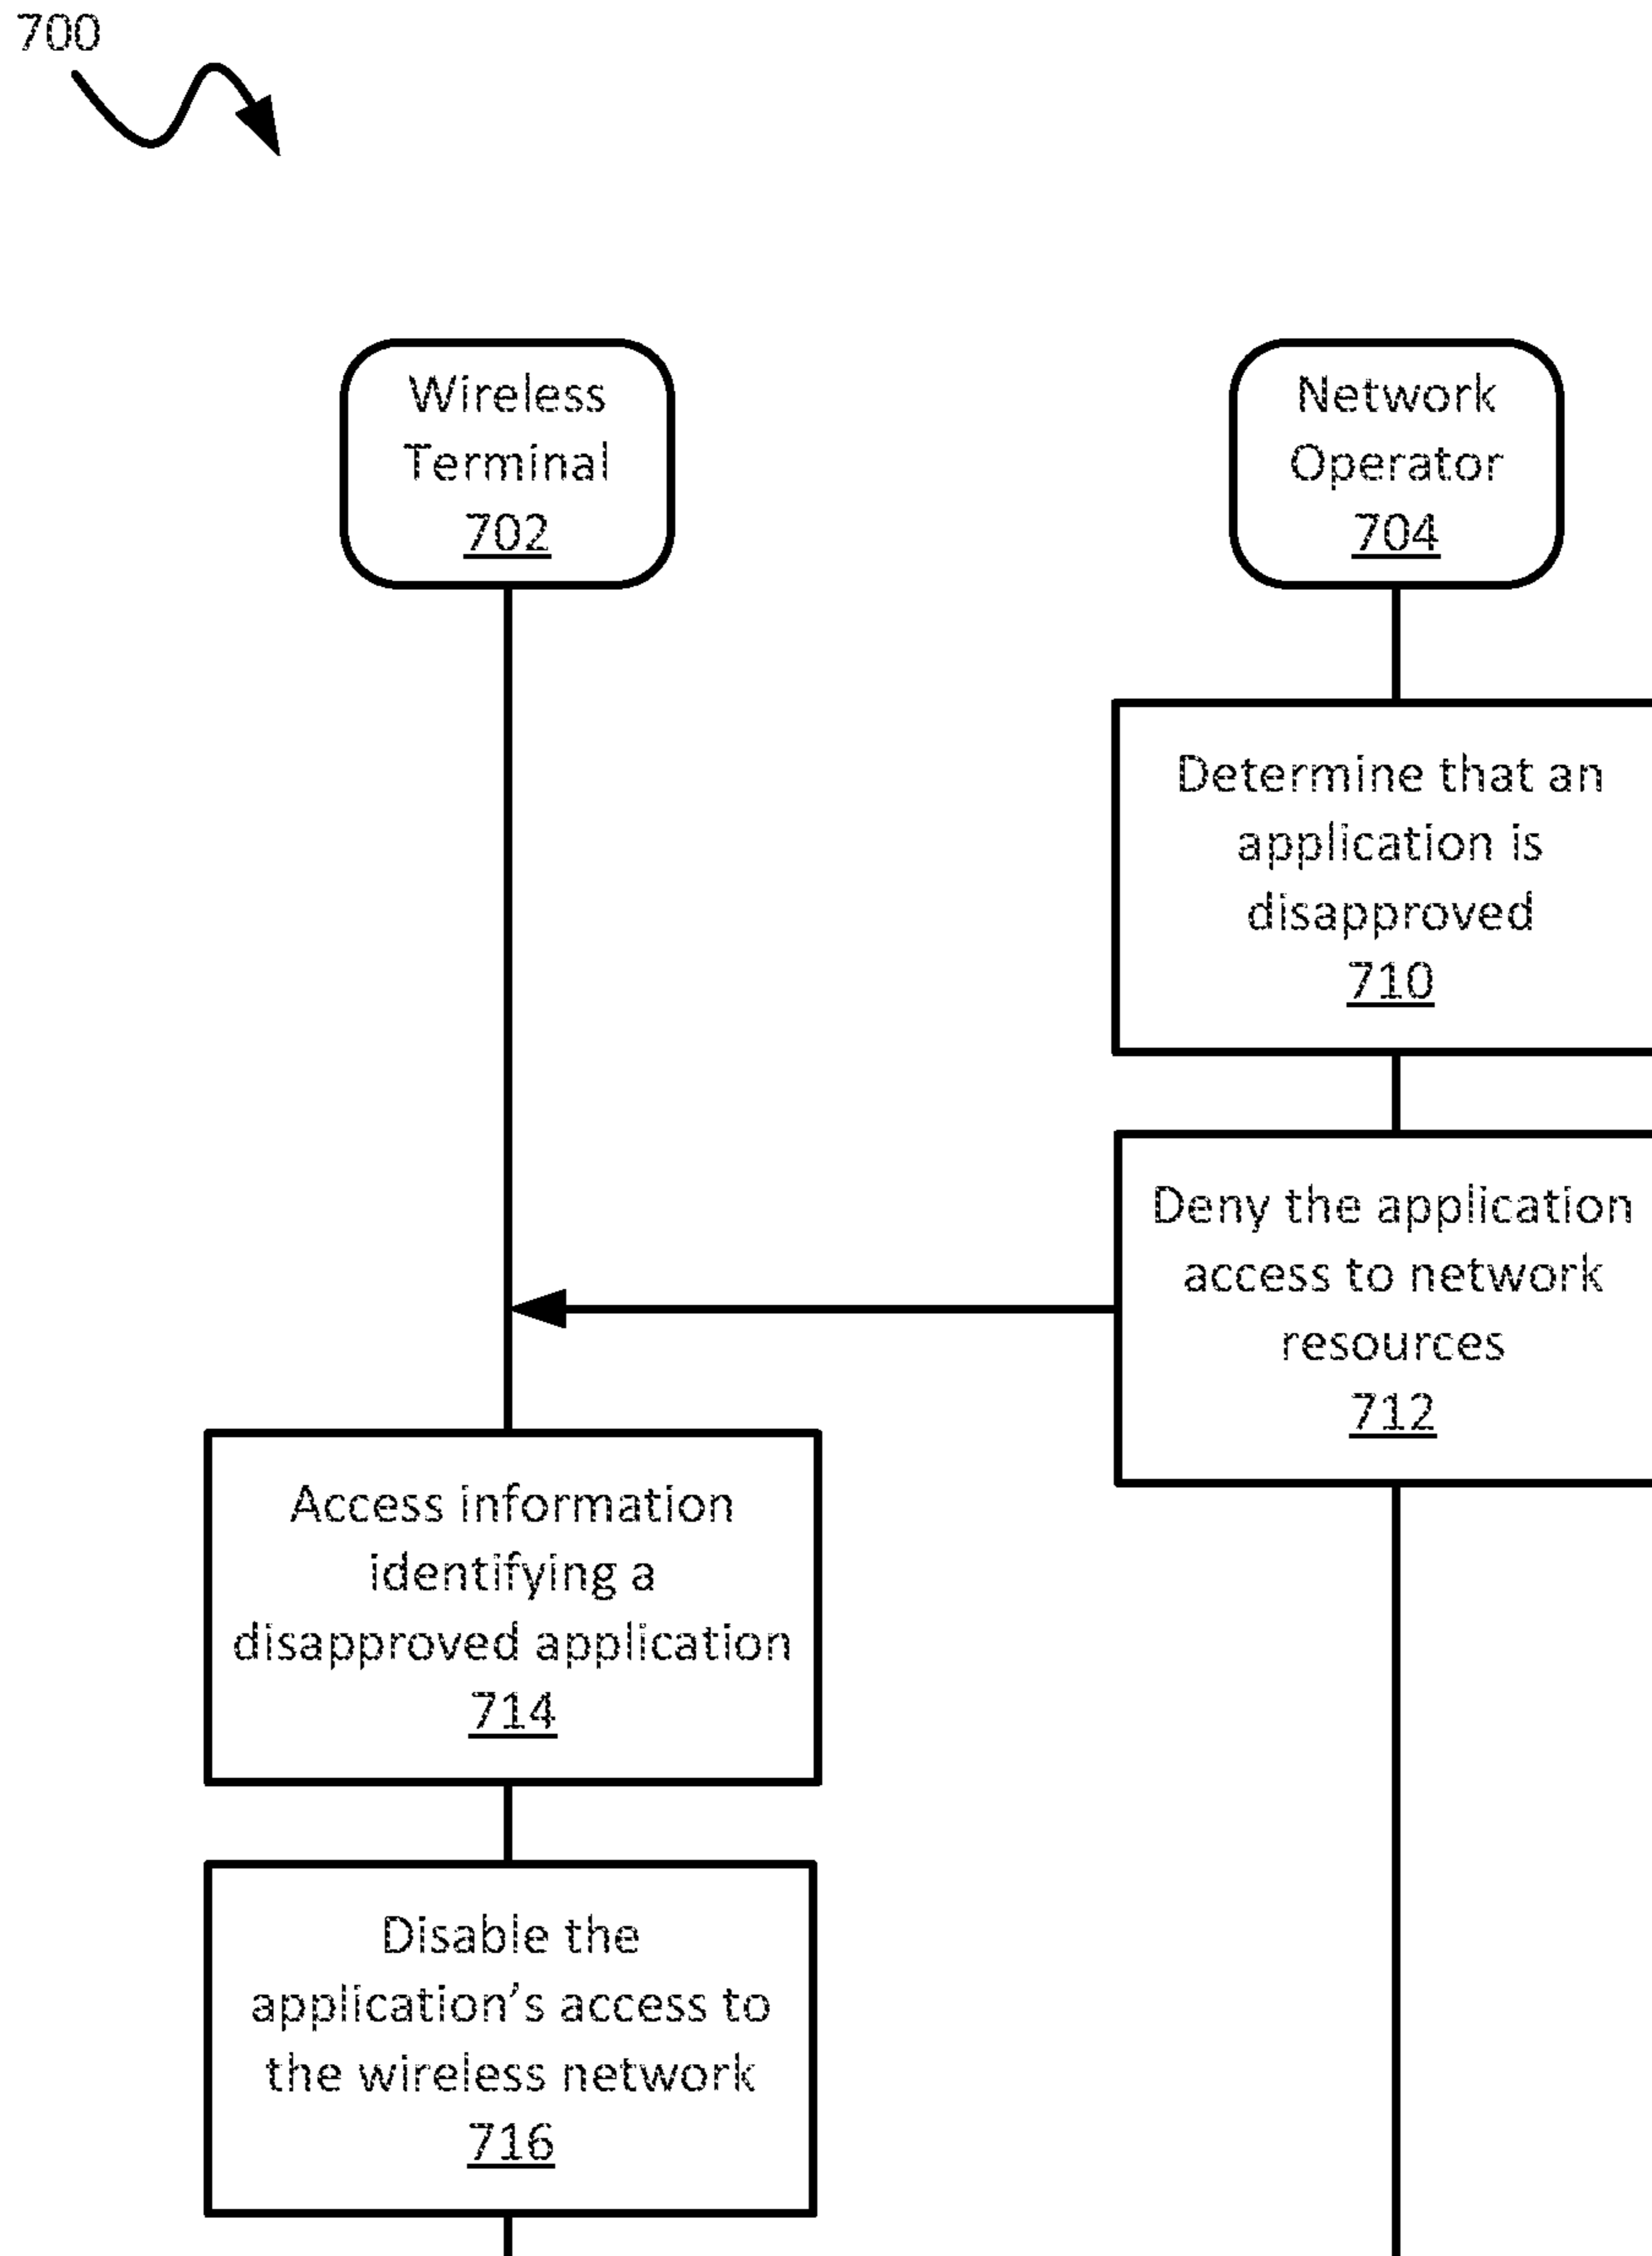 700
Wireless
Terminal
702
Network
Operator
704
Determine that an
application is
disapproved
710
Deny the application
access to network
resources
712
Access information
identifying a
disapproved application
714
Disable the
application’s access to
the wireless network
716